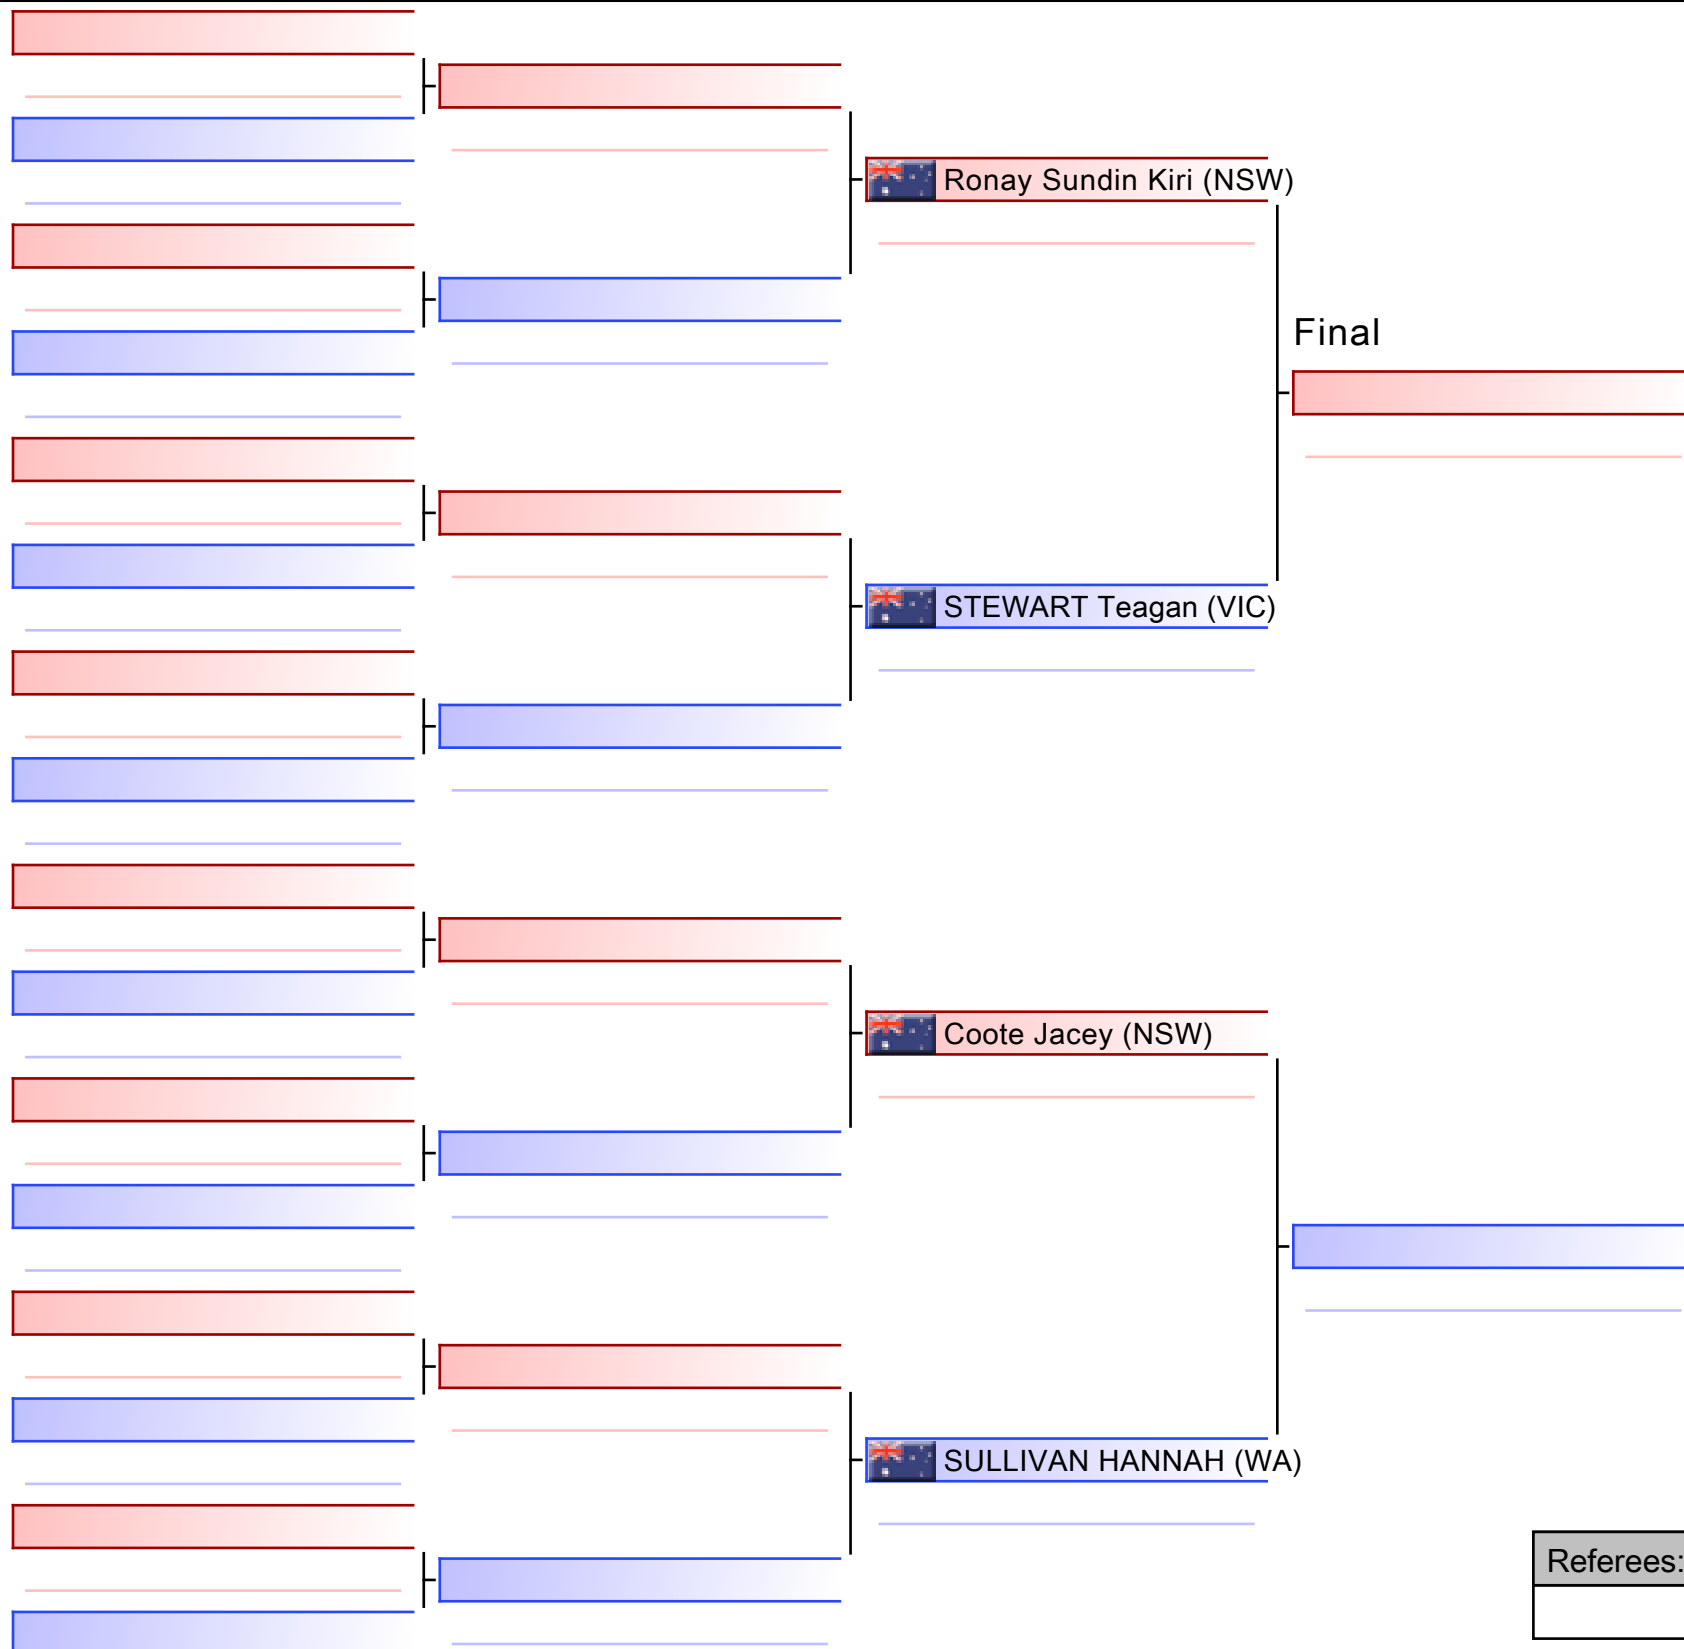 Ronay Sundin Kiri (NSW)
Final
STEWART Teagan (VIC)
Coote Jacey (NSW)
SULLIVAN HANNAH (WA)
Referees: